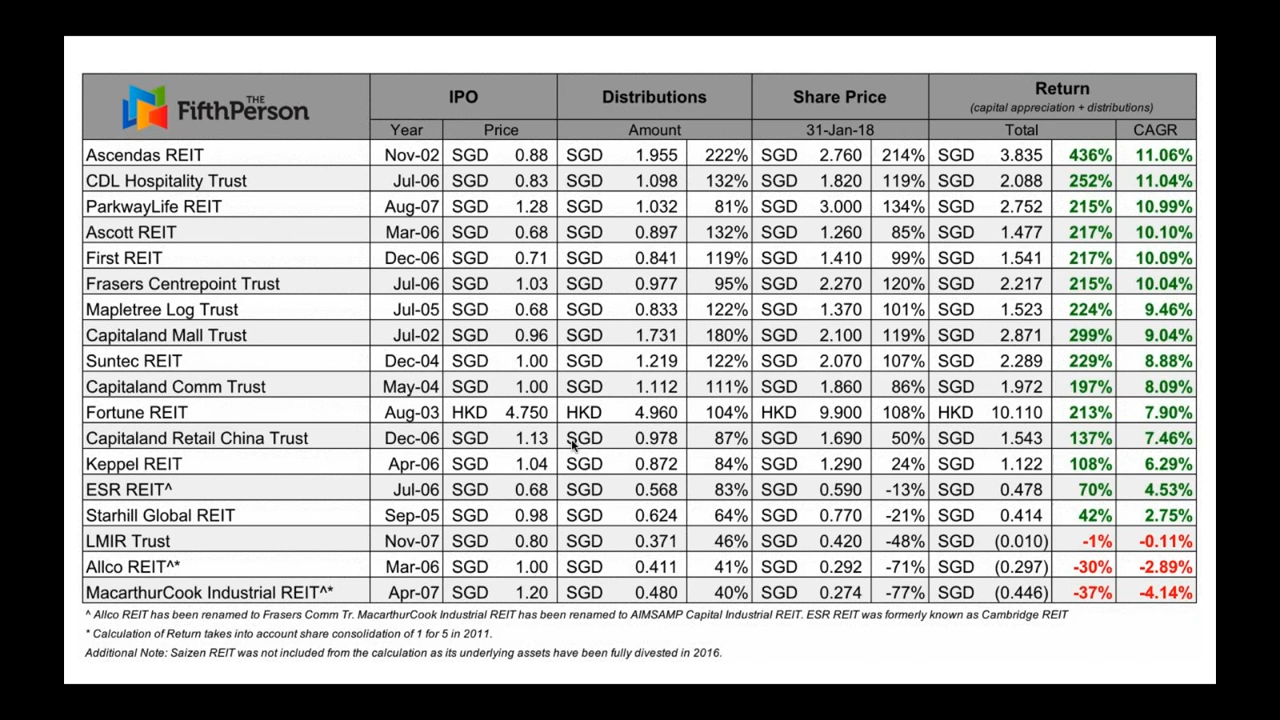 THE
FifthPerson
IPO Distributions Share Price Return
(capital appreciation + distributions)
Year Price Amount 31-Jan-18 Total CAGR
Ascendas REIT Nov-02 SGD 0.88 SGD 1.955 222% SGD 2.760 214% SGD 3.835 436% 11.06%
CDL Hospitality Trust Jul-06 SGD 0.83 SGD 1.098 132% SGD 1.820 119% SGD 2.088 252% 11.04%
ParkwayLife REIT Aug-07 SGD 1.28 SGD 1.032 81% SGD 3.000 134% SGD 2.752 215% 10.99%
Ascott REIT Mar-06 SGD 0.68 SGD 0.897 132% SGD 1.260 85% SGD 1.477 217% 10.10%
First REIT Dec-06 SGD 0.71 SGD 0.841 119% SGD 1.410 99% SGD 1.541 217% 10.09%
Frasers Centrepoint Trust Jul-06 SGD 1.03 SGD 0.977 95% SGD 2.270 120% SGD 2.217 215% 10.04%
Mapletree Log Trust Jul-05 SGD 0.68 SGD 0.833 122% SGD 1.370 101% SGD 1.523 224% 9.46%
Capitaland Mall Trust Jul-02 SGD 0.96 SGD 1.731 180% SGD 2.100 119% SGD 2.871 299% 9.04%
Suntec REIT Dec-04 SGD 1.00 SGD 1.219 122% SGD 2.070 107% SGD 2.289 229% 8.88%
Capitaland Comm Trust May-04 SGD 1.00 SGD 1.112 111% SGD 1.860 86% SGD 1.972 197% 8.09%
Fortune REIT Aug-03 HKD 4.750 HKD 4.960 104% HKD 9.900 108% HKD 10.110 213% 7.90%
Capitaland Retail China Trust Dec-06 SGD 1.13 SGD 0.978 87% SGD 1.690 50% SGD 1.543 137% 7.46%
Keppel REIT Apr-06 SGD 1.04 SGD 0.872 84% SGD 1.290 24% SGD 1.122 108% 6.29%
ESR REIT^ Jul-06 SGD 0.68 SGD 0.568 83% SGD 0.590 -13% SGD 0.478 70% 4.53%
Starhill Global REIT Sep-05 SGD 0.98 SGD 0.624 64% SGD 0.770 -21% SGD 0.414 42% 2.75%
LMIR Trust Nov-07 SGD 0.80 SGD 0.371 46% SGD 0.420 -48% SGD (0.010) -1% -0.11%
Allco REIT^* Mar-06 SGD 1.00 SGD 0.411 41% SGD 0.292 -71% SGD (0.297) -30% -2.89%
MacarthurCook Industrial REIT^* Apr-07 SGD 1.20 SGD 0.480 40% SGD 0.274 -77% SGD (0.446) -37% -4.14%
^ Allco REIT has been renamed to Frasers Comm Tr. MacarthurCook Industrial REIT has been renamed to AIMSAMP Capital Industrial REIT. ESR REIT was formerly known as Cambridge REIT
* Calculation of Return takes into account share consolidation of 1 for 5 in 2011.
Additional Note: Saizen REIT was not included from the calculation as its underlying assets have been fully divested in 2016.